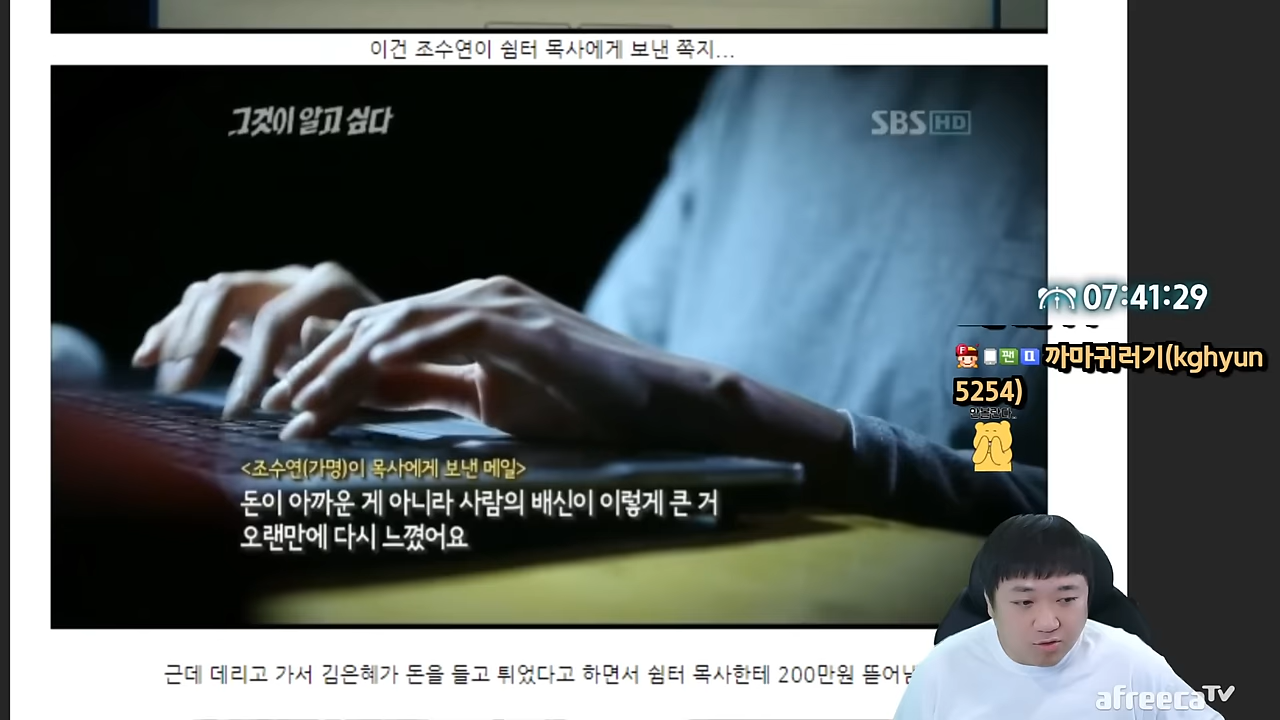 이건 조수연이 쉼터 목사에게 보낸 쪽지...
그것이 알고 싶다
SBS HD
07:41:29
까마귀러기(kghyun
5254)
<조수연(가명)이 목사에게 보낸 메일>
돈이 아까운 게 아니라 사람의 배신이 이렇게 큰 거
오랜만에 다시 느꼈어요
근데 데리고 가서 김은혜가 돈을 들고 튀었다고 하면서 쉼터 목사한테 200만원
afreecaTV